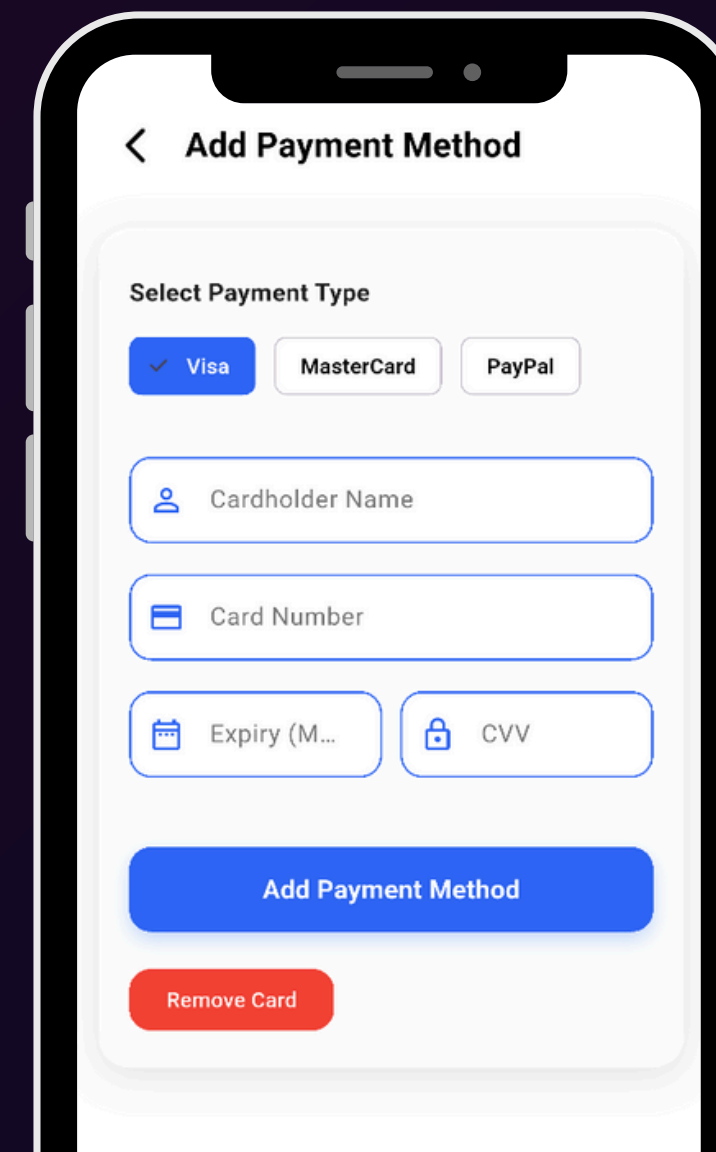 Add Payment Method
Select Payment Type
Visa MasterCard PayPal
Cardholder Name
Card Number
Expiry (M... CVV
Add Payment Method
Remove Card